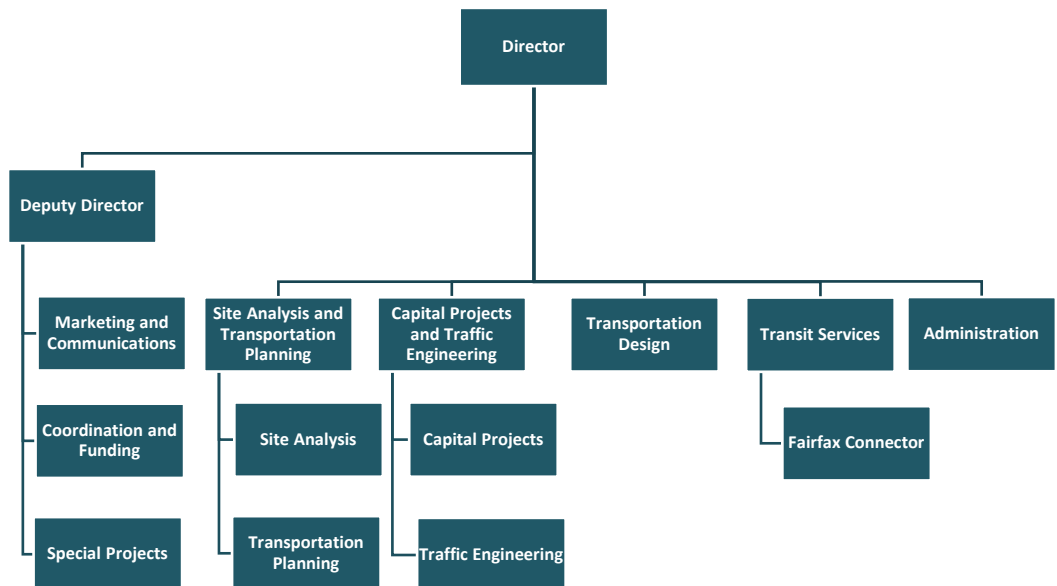 Director
Deputy Director
Marketing and
Communications
Coordination and
Funding
Special Projects
Site Analysis and
Transportation
Planning
Site Analysis
Transportation
Planning
Capital Projects
and Traffic
Engineering
Capital Projects
Traffic Engineering
Transportation
Design
Transit Services
Fairfax Connector
Administration